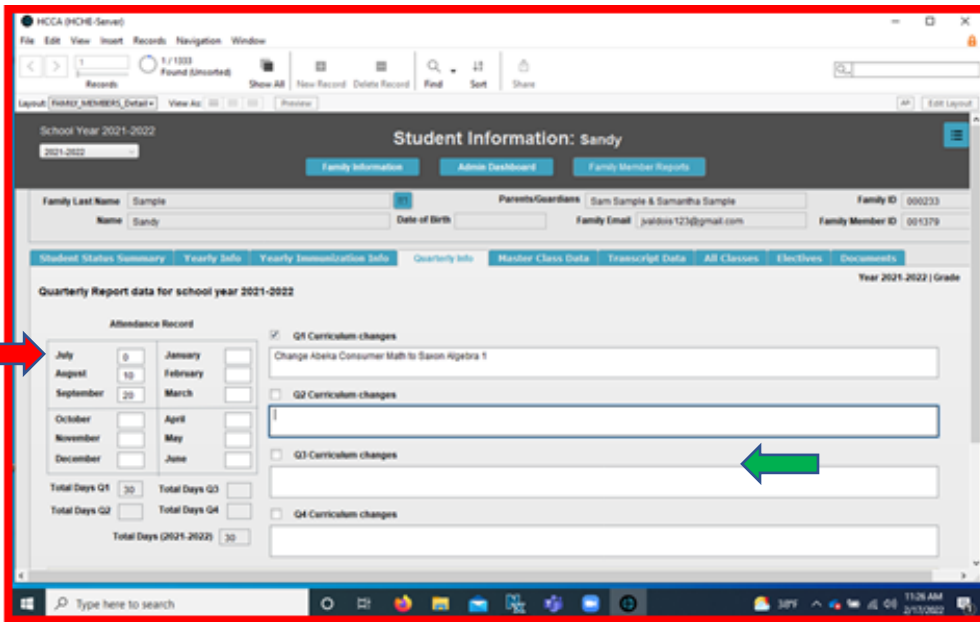 HCCA (HCHE-Server)
File Edit View Insert Records Navigation Window
1
1 / 1333
Found (Unsorted)
Records
Show All New Record Delete Record Find Sort Share
Layout: FAMILY_MEMBERS_Detail View As: Preview Edit Layout
School Year 2021-2022
2021-2022
Student Information: Sandy
Family Information Admin Dashboard Family Member Reports
Family Last Name Sample Parents/Guardians Sam Sample & Samantha Sample Family ID 000233
Name Sandy Date of Birth Family Email jvaldois123@gmail.com Family Member ID 001379
Student Status Summary Yearly Info Yearly Immunization Info Quarterly Info Master Class Data Transcript Data All Classes Electives Documents
Year 2021-2022 | Grade
Quarterly Report data for school year 2021-2022
Attendance Record
Q1 Curriculum changes
July 0 January
Change Abeka Consumer Math to Saxon Algebra 1
August 10 February
September 20 March
Q2 Curriculum changes
October April
November May
December June
Q3 Curriculum changes
Total Days Q1 30 Total Days Q3
Total Days Q2 Total Days Q4
Q4 Curriculum changes
Total Days (2021-2022) 30
Type here to search
38°F
11:26 AM
2/17/2022